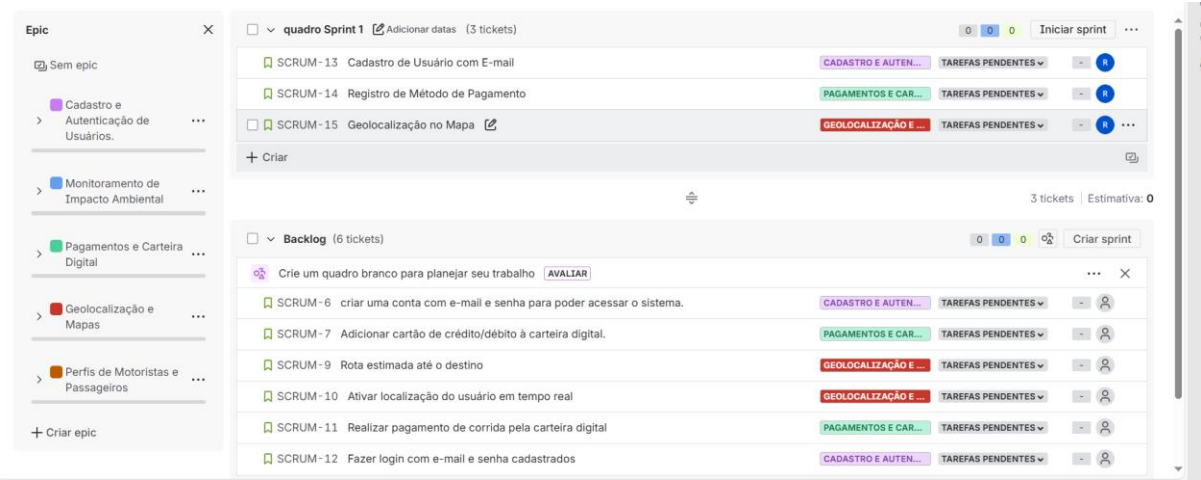 Epic
Sem epic
Cadastro e
Autenticação de
Usuários.
Monitoramento de
Impacto Ambiental
Pagamentos e Carteira
Digital
Geolocalização e
Mapas
Perfis de Motoristas e
Passageiros
+ Criar epic
quadro Sprint 1 Adicionar datas (3 tickets) 0 0 0 Iniciar sprint
SCRUM-13 Cadastro de Usuário com E-mail CADASTRO E AUTEN... TAREFAS PENDENTES - R
SCRUM-14 Registro de Método de Pagamento PAGAMENTOS E CAR... TAREFAS PENDENTES - R
SCRUM-15 Geolocalização no Mapa GEOLOCALIZAÇÃO E ... TAREFAS PENDENTES - R
+ Criar
3 tickets Estimativa: 0
Backlog (6 tickets) 0 0 0 Criar sprint
Crie um quadro branco para planejar seu trabalho AVALIAR
SCRUM-6 criar uma conta com e-mail e senha para poder acessar o sistema. CADASTRO E AUTEN... TAREFAS PENDENTES -
SCRUM-7 Adicionar cartão de crédito/débito à carteira digital. PAGAMENTOS E CAR... TAREFAS PENDENTES -
SCRUM-9 Rota estimada até o destino GEOLOCALIZAÇÃO E ... TAREFAS PENDENTES -
SCRUM-10 Ativar localização do usuário em tempo real GEOLOCALIZAÇÃO E ... TAREFAS PENDENTES -
SCRUM-11 Realizar pagamento de corrida pela carteira digital PAGAMENTOS E CAR... TAREFAS PENDENTES -
SCRUM-12 Fazer login com e-mail e senha cadastrados CADASTRO E AUTEN... TAREFAS PENDENTES -